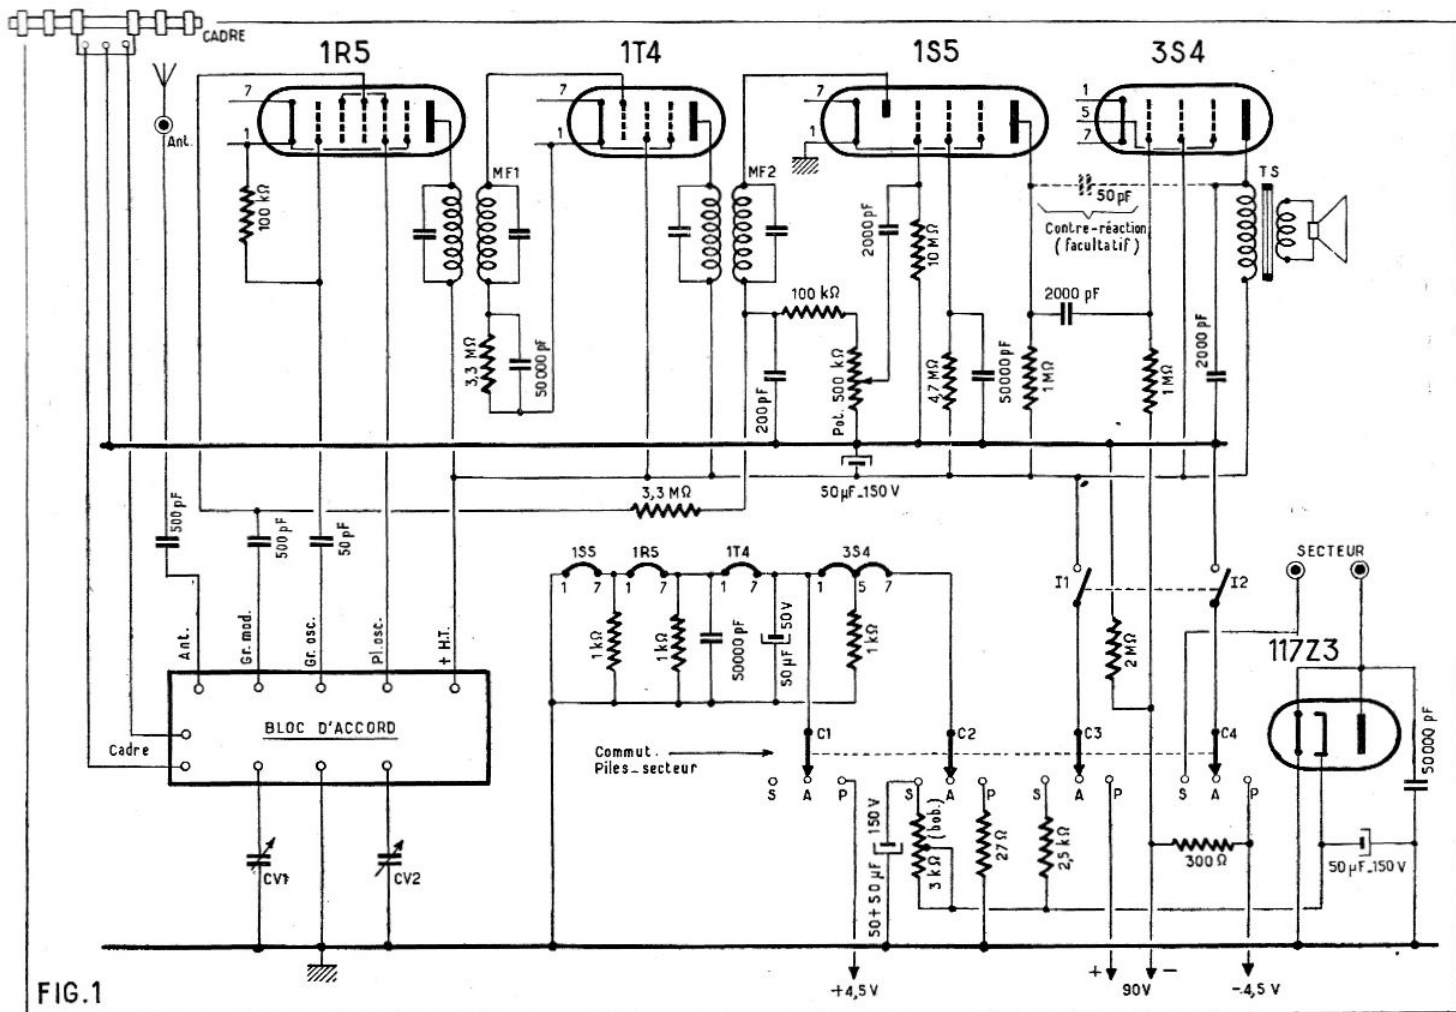 CADRE
1R5
1T4
1S5
3S4
7
1
7
7
1
1
5
7
Ant.
100 kΩ
MF1
MF2
2000 pF
10 MΩ
50 pF
Contre-réaction
(facultatif)
TS
3,3 MΩ
50 000 pF
100 kΩ
200 pF
Pot. 500 kΩ
4,7 MΩ
50000 pF
1 MΩ
2000 pF
1 MΩ
2000 pF
50 µF_150 V
3,3 MΩ
500 pF
500 pF
50 pF
1S5
1R5
1T4
3S4
1 7
1 7
1 7
1 5 7
1 kΩ
1 kΩ
50000 pF
50 µF
50 V
1 kΩ
I1
I2
SECTEUR
2 MΩ
117Z3
50 000 pF
Ant.
Gr. mod.
Gr. osc.
Pl. osc.
+ H.T.
BLOC D'ACCORD
Cadre
Commut.
Piles_secteur
C1
C2
C3
C4
S A P
S A P
S A P
S A P
CV1
CV2
50+50 µF
150 V
3 kΩ (bob.)
27 Ω
2,5 kΩ
300 Ω
50 µF_150 V
FIG.1
+4,5 V
+ 90V -
-4,5 V